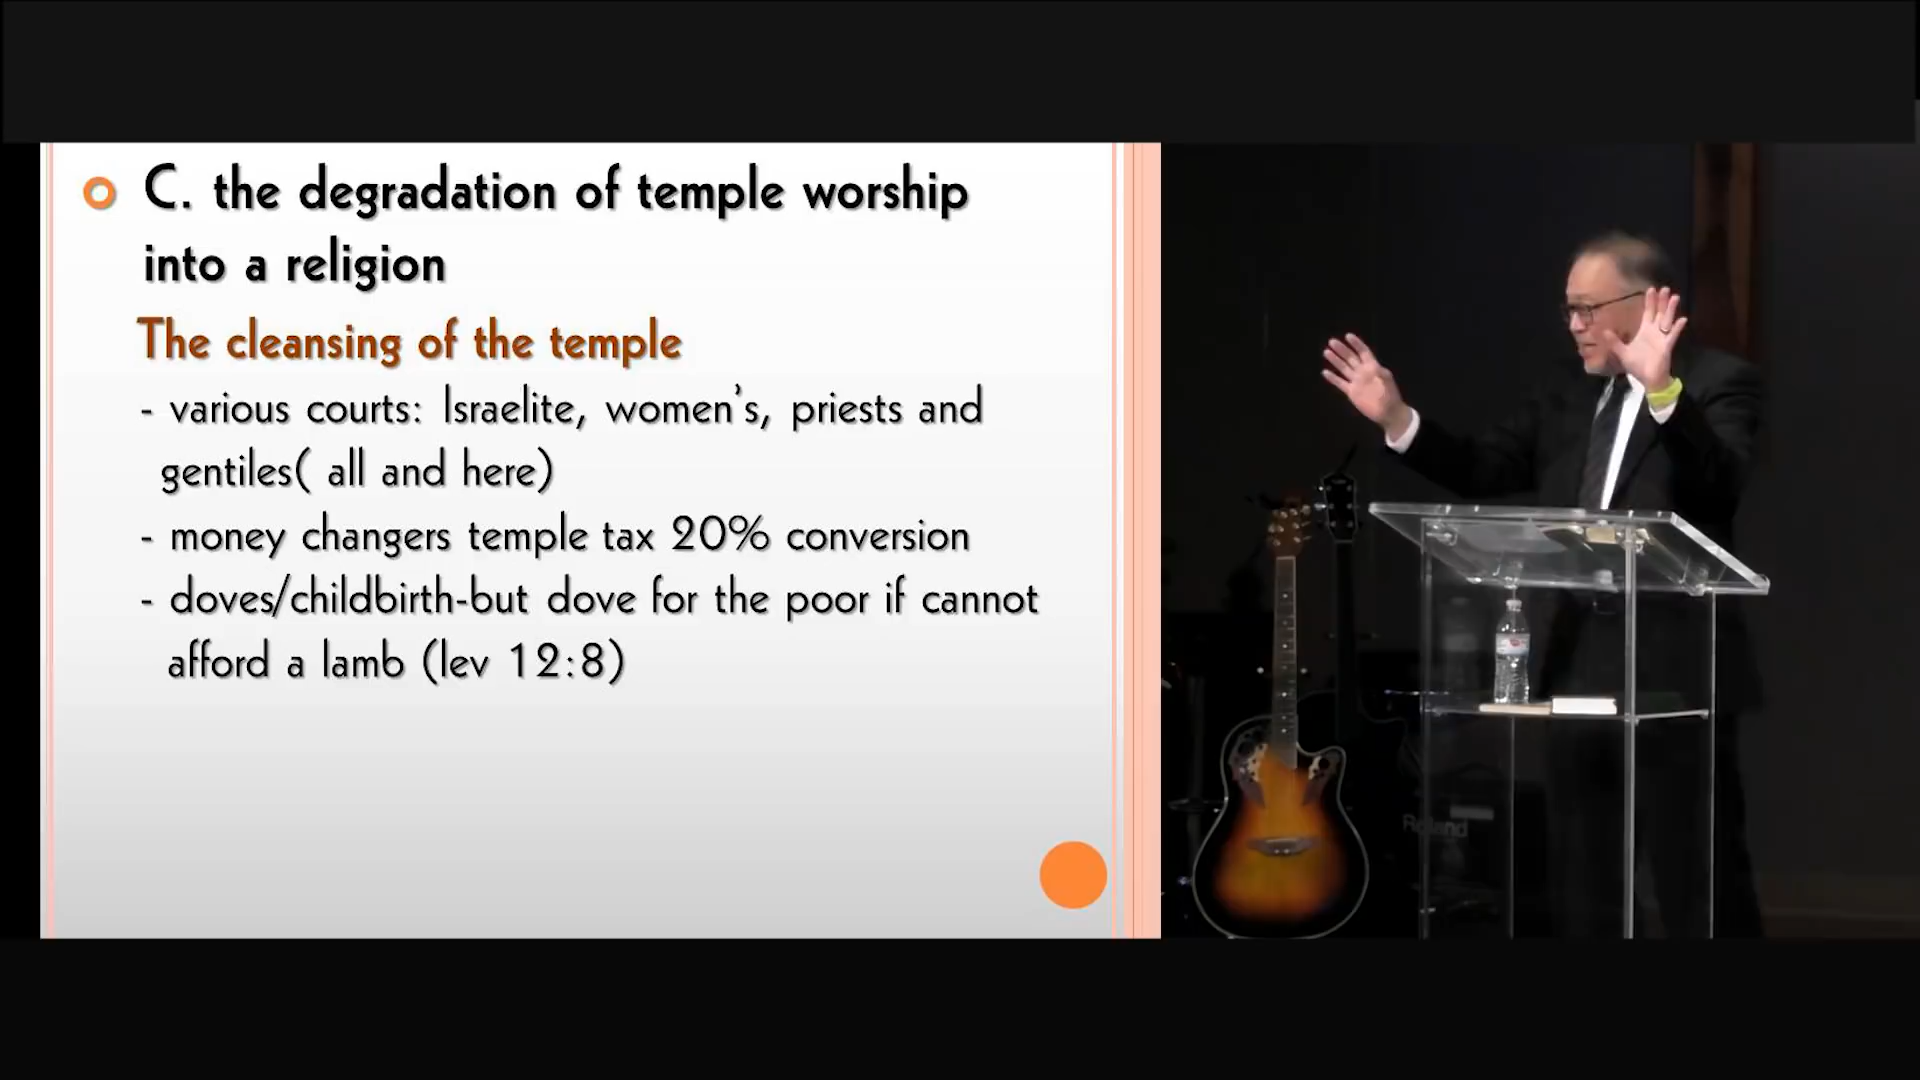 C. the degradation of temple worship
into a religion
The cleansing of the temple
- various courts: Israelite, women's, priests and
gentiles( all and here)
- money changers temple tax 20% conversion
- doves/childbirth-but dove for the poor if cannot
afford a lamb (lev 12:8)
Roland